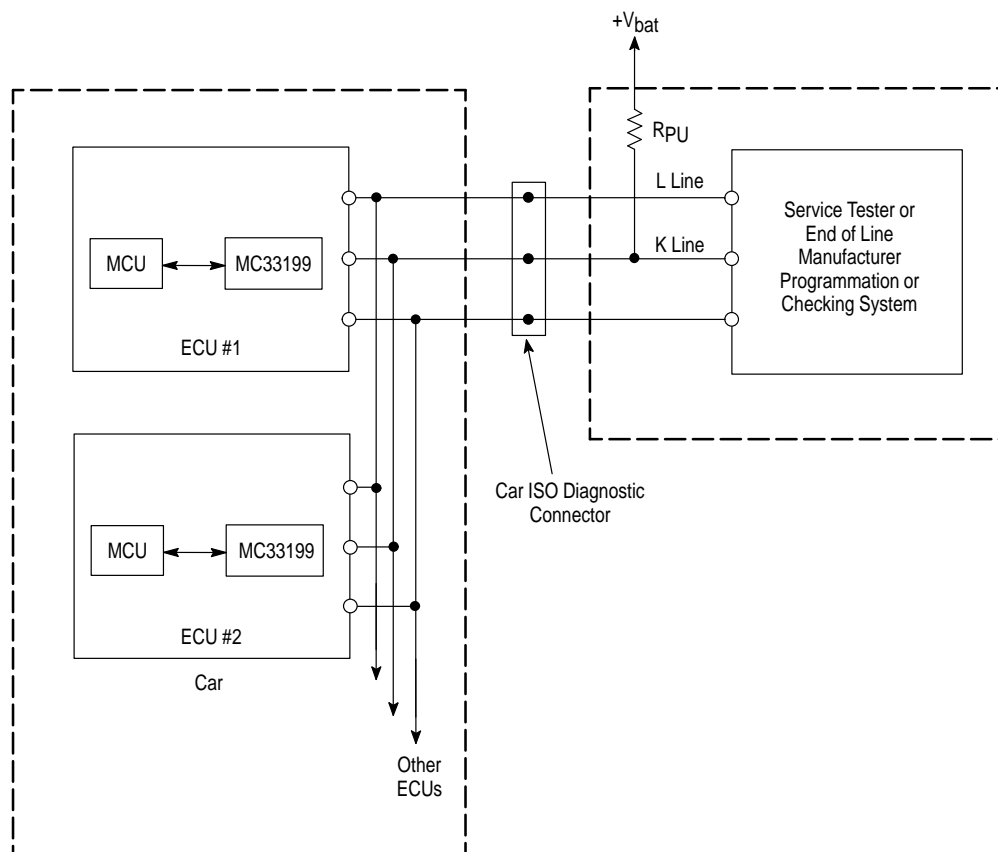 +Vbat
RPU
L Line
K Line
Service Tester or
End of Line
Manufacturer
Programmation or
Checking System
MCU
MC33199
ECU #1
Car ISO Diagnostic
Connector
MCU
MC33199
ECU #2
Car
Other
ECUs